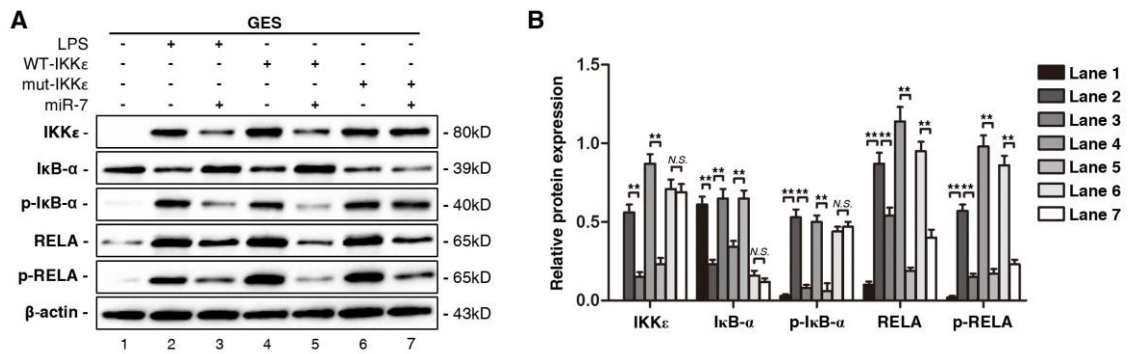 A
GES
LPS - + + - - - -
WT-IKKε - - - + + - -
mut-IKKε - - - - - + +
miR-7 - - + - + - +
IKKε - - 80kD
IκB-α - - 39kD
p-IκB-α - - 40kD
RELA - - 65kD
p-RELA - - 65kD
β-actin - - 43kD
1 2 3 4 5 6 7
B
Relative protein expression
1.5
1.0
0.5
0.0
** ** N.S.
** ** ** N.S.
** ** ** N.S.
** ** ** **
** ** ** **
IKKε IκB-α p-IκB-α RELA p-RELA
Lane 1
Lane 2
Lane 3
Lane 4
Lane 5
Lane 6
Lane 7